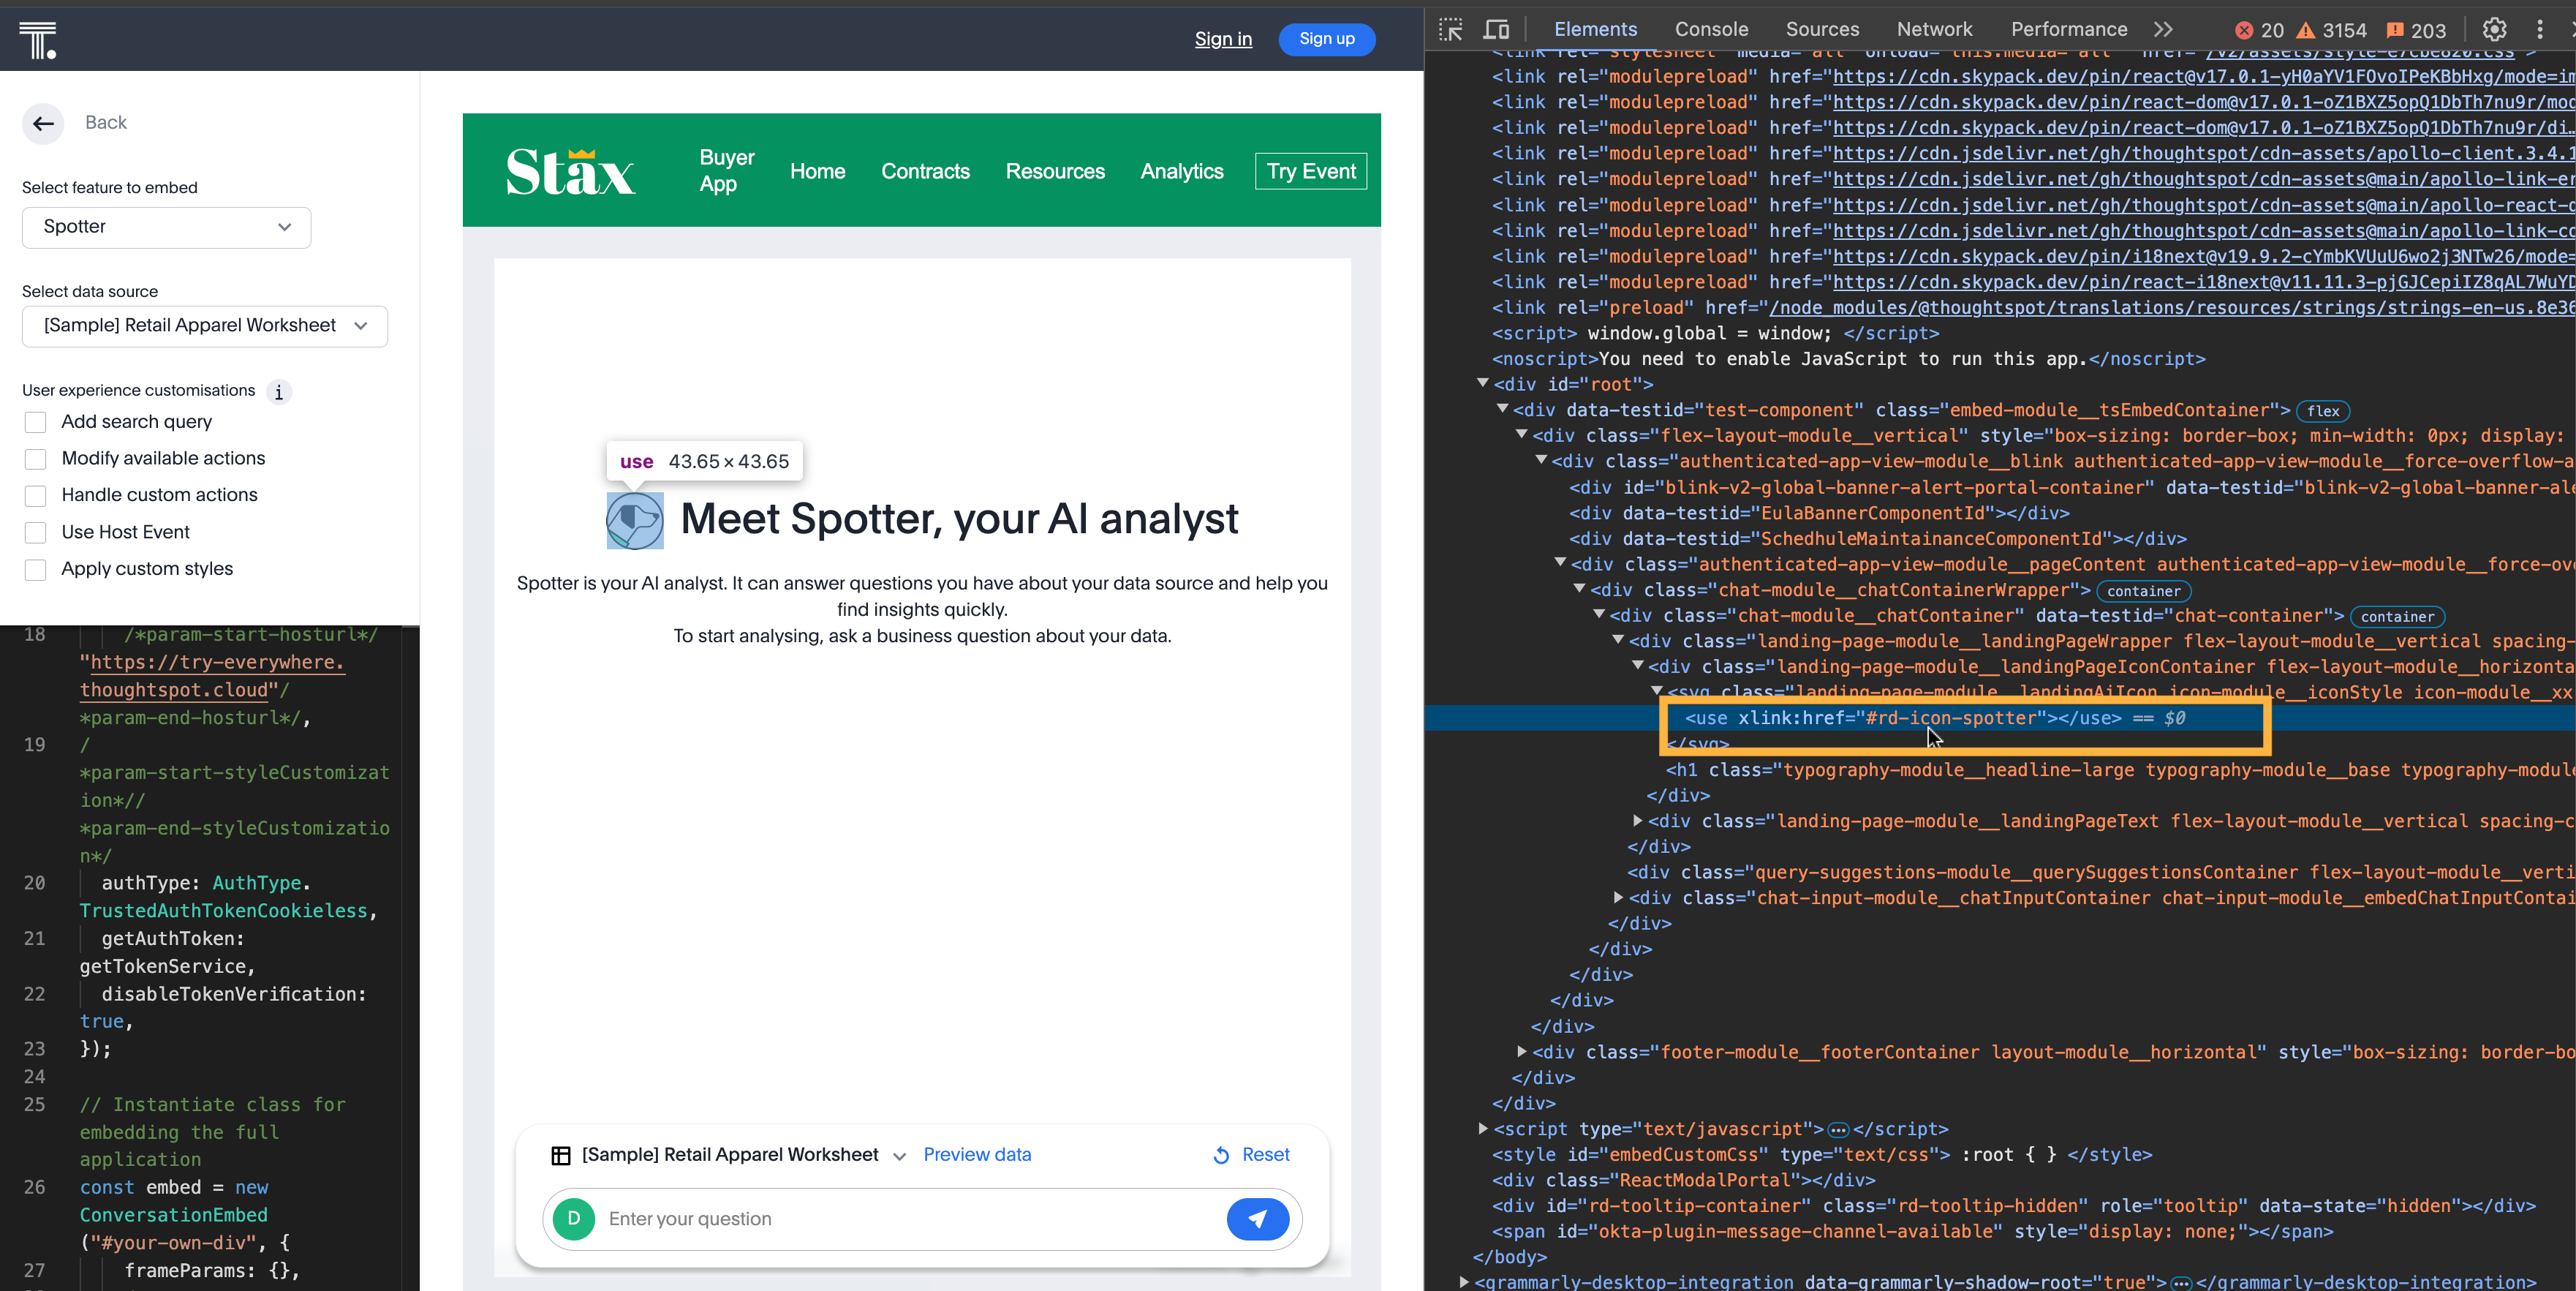 T.
Sign in
Sign up
Back
Select feature to embed
Spotter
Select data source
[Sample] Retail Apparel Worksheet
User experience customisations i
Add search query
Modify available actions
Handle custom actions
Use Host Event
Apply custom styles
18 /*param-start-hosturl*/
"https://try-everywhere.
thoughtspot.cloud"/
*param-end-hosturl*/,
19 /
*param-start-styleCustomizat
ion*//
*param-end-styleCustomizatio
n*/
20 authType: AuthType.
TrustedAuthTokenCookieless,
21 getAuthToken:
getTokenService,
22 disableTokenVerification:
true,
23 });
24
25 // Instantiate class for
embedding the full
application
26 const embed = new
ConversationEmbed
("#your-own-div", {
27 frameParams: {},
Stax
Buyer
App
Home
Contracts
Resources
Analytics
Try Event
use 43.65×43.65
Meet Spotter, your AI analyst
Spotter is your AI analyst. It can answer questions you have about your data source and help you
find insights quickly.
To start analysing, ask a business question about your data.
[Sample] Retail Apparel Worksheet
Preview data
Reset
D
Enter your question
Elements Console Sources Network Performance
20 3154 203
<link rel="stylesheet" media="all" onload="this.media='all'" href="/v2/assets/style-e7cbe820.css">
<link rel="modulepreload" href="https://cdn.skypack.dev/pin/react@v17.0.1-yH0aYV1FOvoIPeKBbHxg/mode=im
<link rel="modulepreload" href="https://cdn.skypack.dev/pin/react-dom@v17.0.1-oZ1BXZ5opQ1DbTh7nu9r/mod
<link rel="modulepreload" href="https://cdn.skypack.dev/pin/react-dom@v17.0.1-oZ1BXZ5opQ1DbTh7nu9r/di…
<link rel="modulepreload" href="https://cdn.jsdelivr.net/gh/thoughtspot/cdn-assets/apollo-client.3.4.1
<link rel="modulepreload" href="https://cdn.jsdelivr.net/gh/thoughtspot/cdn-assets@main/apollo-link-er
<link rel="modulepreload" href="https://cdn.jsdelivr.net/gh/thoughtspot/cdn-assets@main/apollo-react-c
<link rel="modulepreload" href="https://cdn.jsdelivr.net/gh/thoughtspot/cdn-assets@main/apollo-link-co
<link rel="modulepreload" href="https://cdn.skypack.dev/pin/i18next@v19.9.2-cYmbKVUuU6wo2j3NTw26/mode=
<link rel="modulepreload" href="https://cdn.skypack.dev/pin/react-i18next@v11.11.3-pjGJCepiIZ8qAL7WuYD
<link rel="preload" href="/node_modules/@thoughtspot/translations/resources/strings/strings-en-us.8e36
<script> window.global = window; </script>
<noscript>You need to enable JavaScript to run this app.</noscript>
<div id="root">
<div data-testid="test-component" class="embed-module__tsEmbedContainer"> flex
<div class="flex-layout-module__vertical" style="box-sizing: border-box; min-width: 0px; display:
<div class="authenticated-app-view-module__blink authenticated-app-view-module__force-overflow-a
<div id="blink-v2-global-banner-alert-portal-container" data-testid="blink-v2-global-banner-ale
<div data-testid="EulaBannerComponentId"></div>
<div data-testid="SchedhuleMaintainanceComponentId"></div>
<div class="authenticated-app-view-module__pageContent authenticated-app-view-module__force-ov
<div class="chat-module__chatContainerWrapper"> container
<div class="chat-module__chatContainer" data-testid="chat-container"> container
<div class="landing-page-module__landingPageWrapper flex-layout-module__vertical spacing-
<div class="landing-page-module__landingPageIconContainer flex-layout-module__horizonta
<svg class="landing-page-module__landingAiIcon icon-module__iconStyle icon-module__xx
<use xlink:href="#rd-icon-spotter"></use> == $0
</svg>
<h1 class="typography-module__headline-large typography-module__base typography-module
</div>
<div class="landing-page-module__landingPageText flex-layout-module__vertical spacing-c
</div>
<div class="query-suggestions-module__querySuggestionsContainer flex-layout-module__verti
<div class="chat-input-module__chatInputContainer chat-input-module__embedChatInputContai
</div>
</div>
</div>
</div>
</div>
<div class="footer-module__footerContainer layout-module__horizontal" style="box-sizing: border-bo
</div>
</div>
<script type="text/javascript">…</script>
<style id="embedCustomCss" type="text/css"> :root { } </style>
<div class="ReactModalPortal"></div>
<div id="rd-tooltip-container" class="rd-tooltip-hidden" role="tooltip" data-state="hidden"></div>
<span id="okta-plugin-message-channel-available" style="display: none;"></span>
</body>
<grammarly-desktop-integration data-grammarly-shadow-root="true">…</grammarly-desktop-integration>